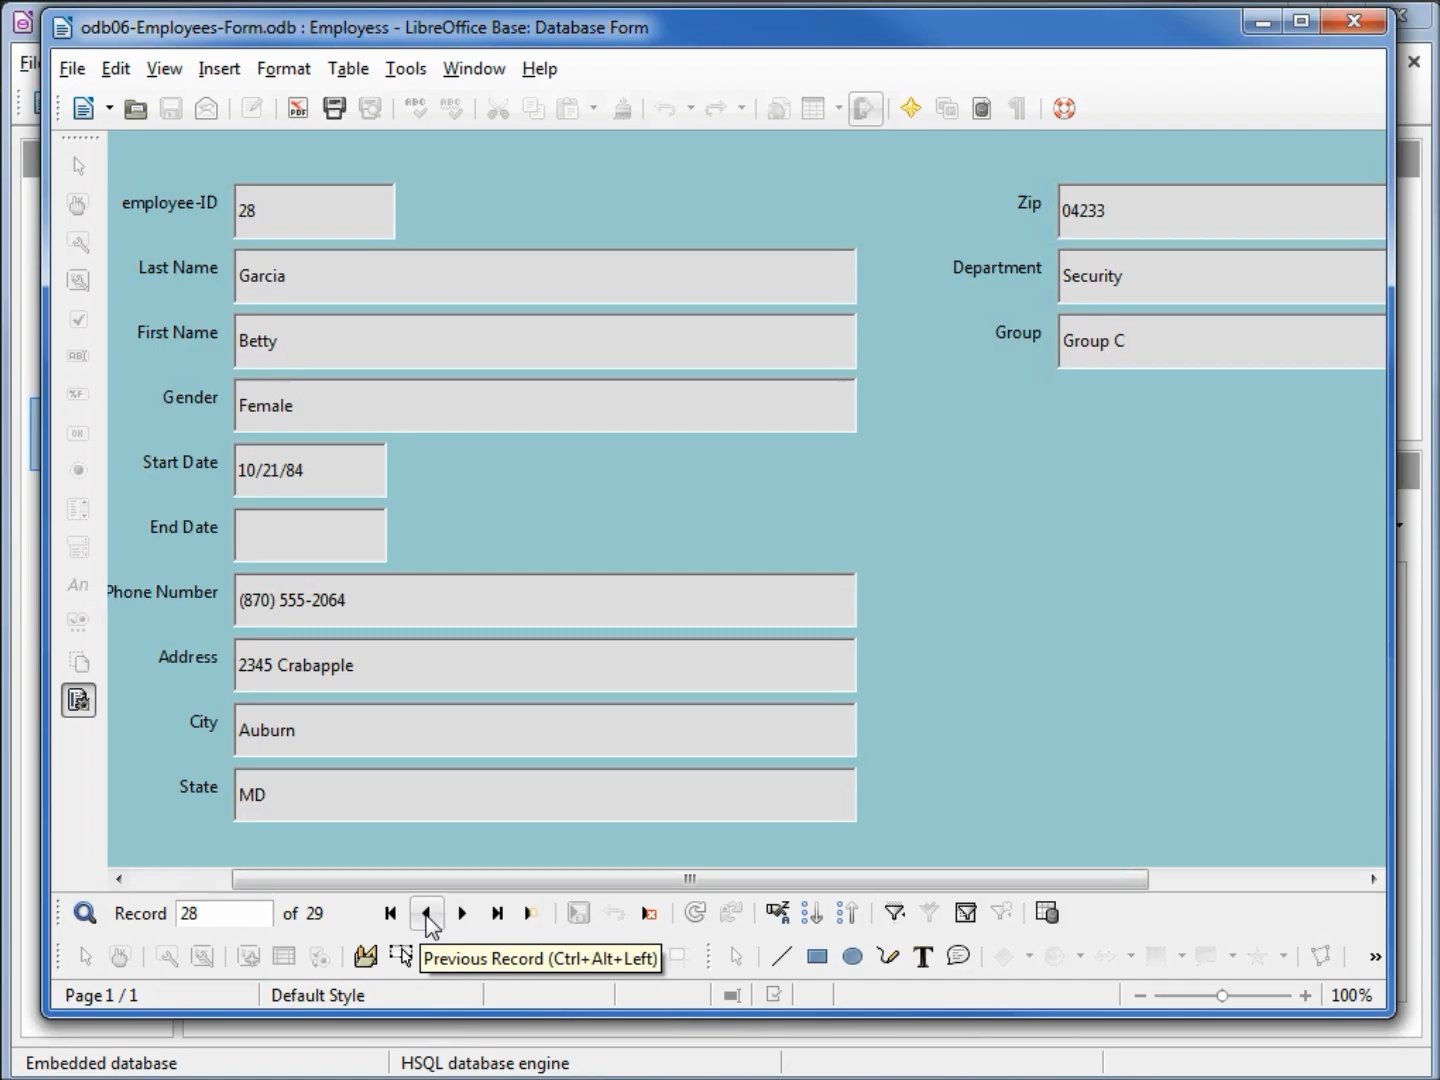 odb06-Employees-Form.odb : Employess - LibreOffice Base: Database Form
File Edit View Insert Format Table Tools Window Help
employee-ID 28 Zip 04233
Last Name Garcia Department Security
First Name Betty Group Group C
Gender Female
Start Date 10/21/84
End Date
Phone Number (870) 555-2064
Address 2345 Crabapple
City Auburn
State MD
Record 28 of 29
Previous Record (Ctrl+Alt+Left)
Page 1 / 1 Default Style 100%
Embedded database HSQL database engine